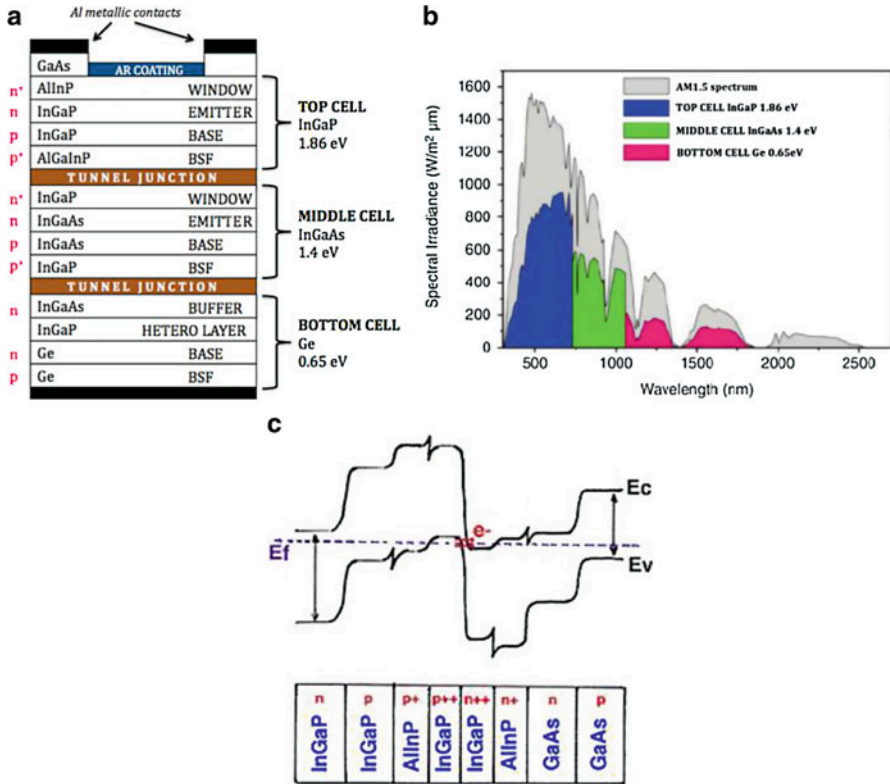 a
Al metallic contacts
GaAs
AR COATING
n+ AlInP WINDOW
n InGaP EMITTER
p InGaP BASE
p+ AlGaInP BSF
TOP CELL
InGaP
1.86 eV
TUNNEL JUNCTION
n+ InGaP WINDOW
n InGaAs EMITTER
p InGaAs BASE
p+ InGaP BSF
MIDDLE CELL
InGaAs
1.4 eV
TUNNEL JUNCTION
n InGaAs BUFFER
InGaP HETERO LAYER
n Ge BASE
p Ge BSF
BOTTOM CELL
Ge
0.65 eV
b
Spectral Irradiance (W/m² µm)
1600
1400
1200
1000
800
600
400
200
0
500 1000 1500 2000 2500
Wavelength (nm)
AM1.5 spectrum
TOP CELL InGaP 1.86 eV
MIDDLE CELL InGaAs 1.4 eV
BOTTOM CELL Ge 0.65eV
c
Ef
e-
Ec
Ev
n p p+ p++ n++ n+ n p
InGaP InGaP AlInP InGaP InGaP AlInP GaAs GaAs